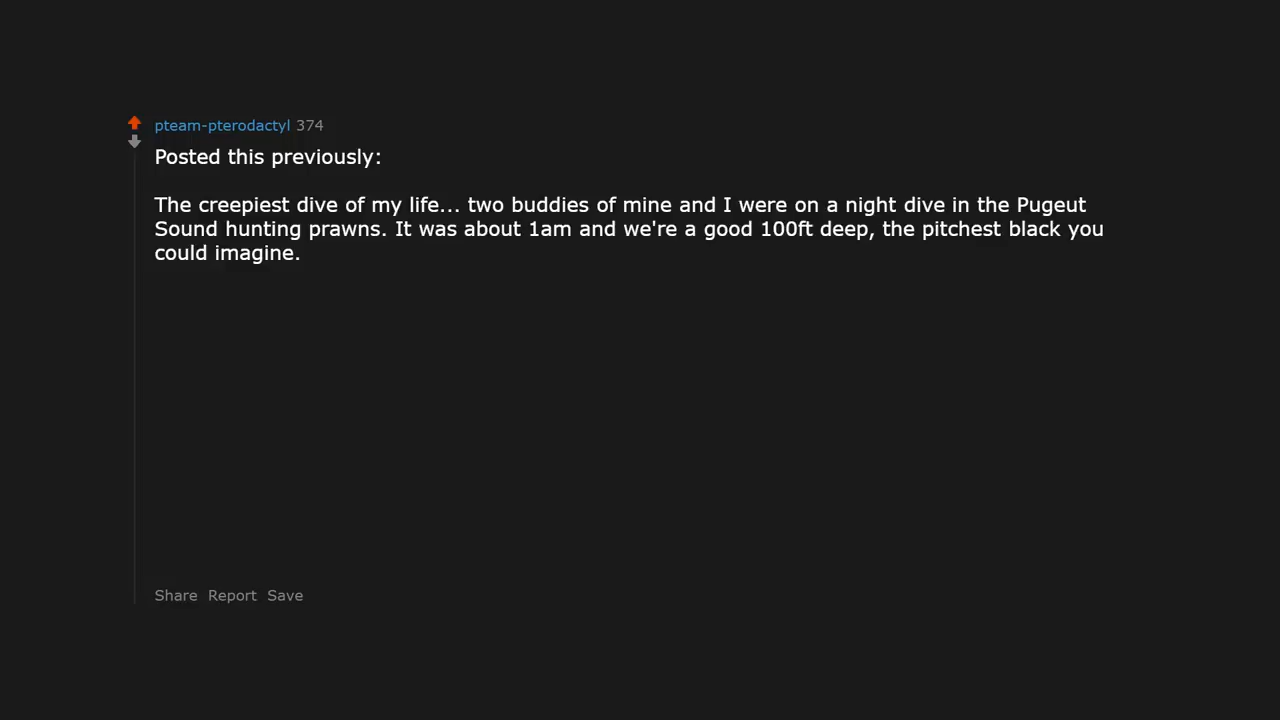 pteam-pterodactyl 374
Posted this previously:
The creepiest dive of my life... two buddies of mine and I were on a night dive in the Pugeut
Sound hunting prawns. It was about 1am and we're a good 100ft deep, the pitchest black you
could imagine.
Share Report Save